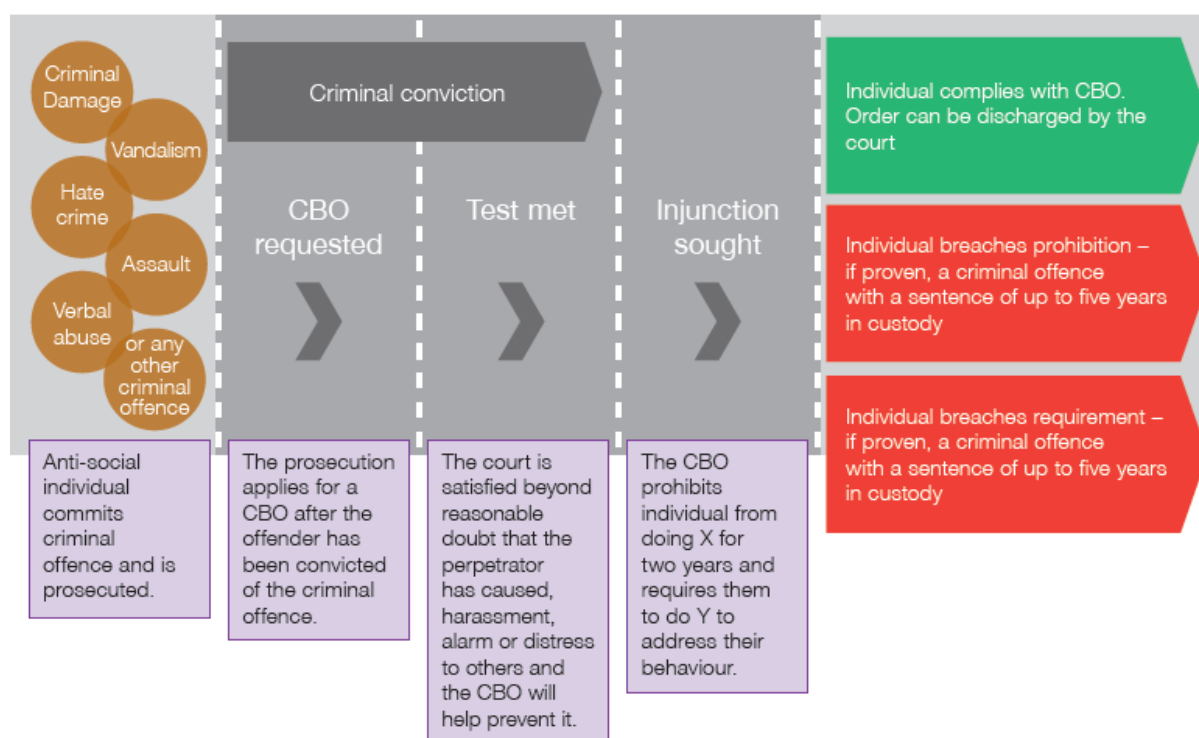 Criminal
Damage
Vandalism
Hate
crime
Assault
Verbal
abuse
or any
other
criminal
offence
Criminal conviction
CBO
requested
Test met
Injunction
sought
Individual complies with CBO.
Order can be discharged by the
court
Individual breaches prohibition –
if proven, a criminal offence
with a sentence of up to five years
in custody
Individual breaches requirement –
if proven, a criminal offence
with a sentence of up to five years
in custody
Anti-social
individual
commits
criminal
offence and is
prosecuted.
The prosecution
applies for a
CBO after the
offender has
been convicted
of the criminal
offence.
The court is
satisfied beyond
reasonable
doubt that the
perpetrator
has caused,
harassment,
alarm or distress
to others and
the CBO will
help prevent it.
The CBO
prohibits
individual from
doing X for
two years and
requires them
to do Y to
address their
behaviour.